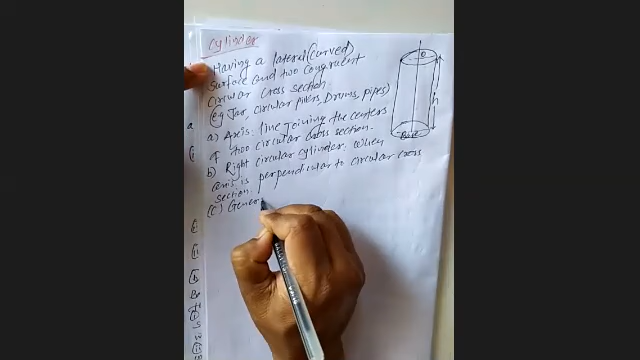 Cylinder
Having a lateral (curved)
Surface and two congruent
Circular cross section
(eg Jar, Circular pillers, Drums, pipes)
a) Axis: line Joining the centers
of two circular cross section.
b) Right circular cylinder: when
axis is perpendicular to circular cross
section.
(c) Gener
O
h
Base